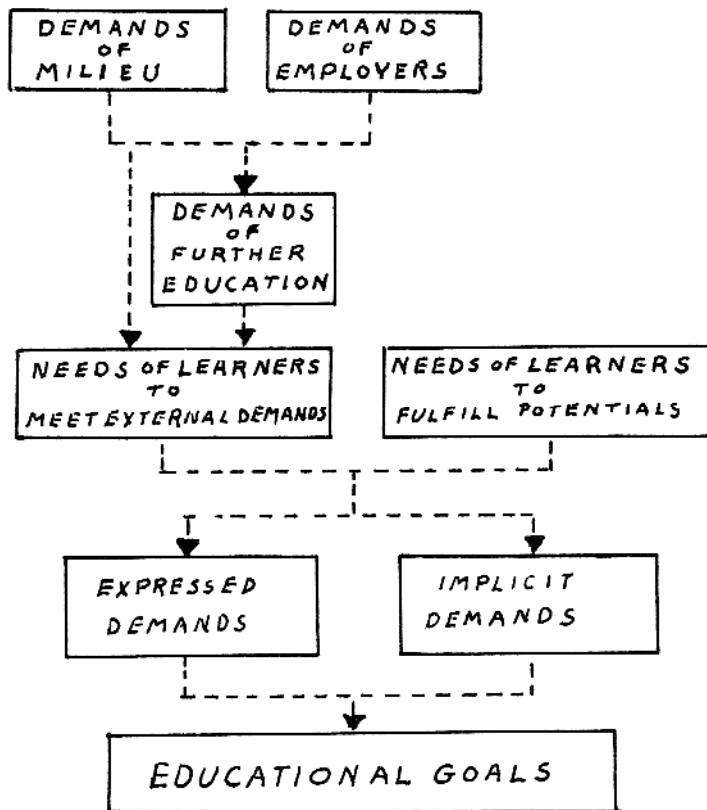 DEMANDS
OF
MILIEU
DEMANDS
OF
EMPLOYERS
DEMANDS
OF
FURTHER
EDUCATION
NEEDS OF LEARNERS
TO
MEET EXTERNAL DEMANDS
NEEDS OF LEARNERS
TO
FULFILL POTENTIALS
EXPRESSED
DEMANDS
IMPLICIT
DEMANDS
EDUCATIONAL GOALS